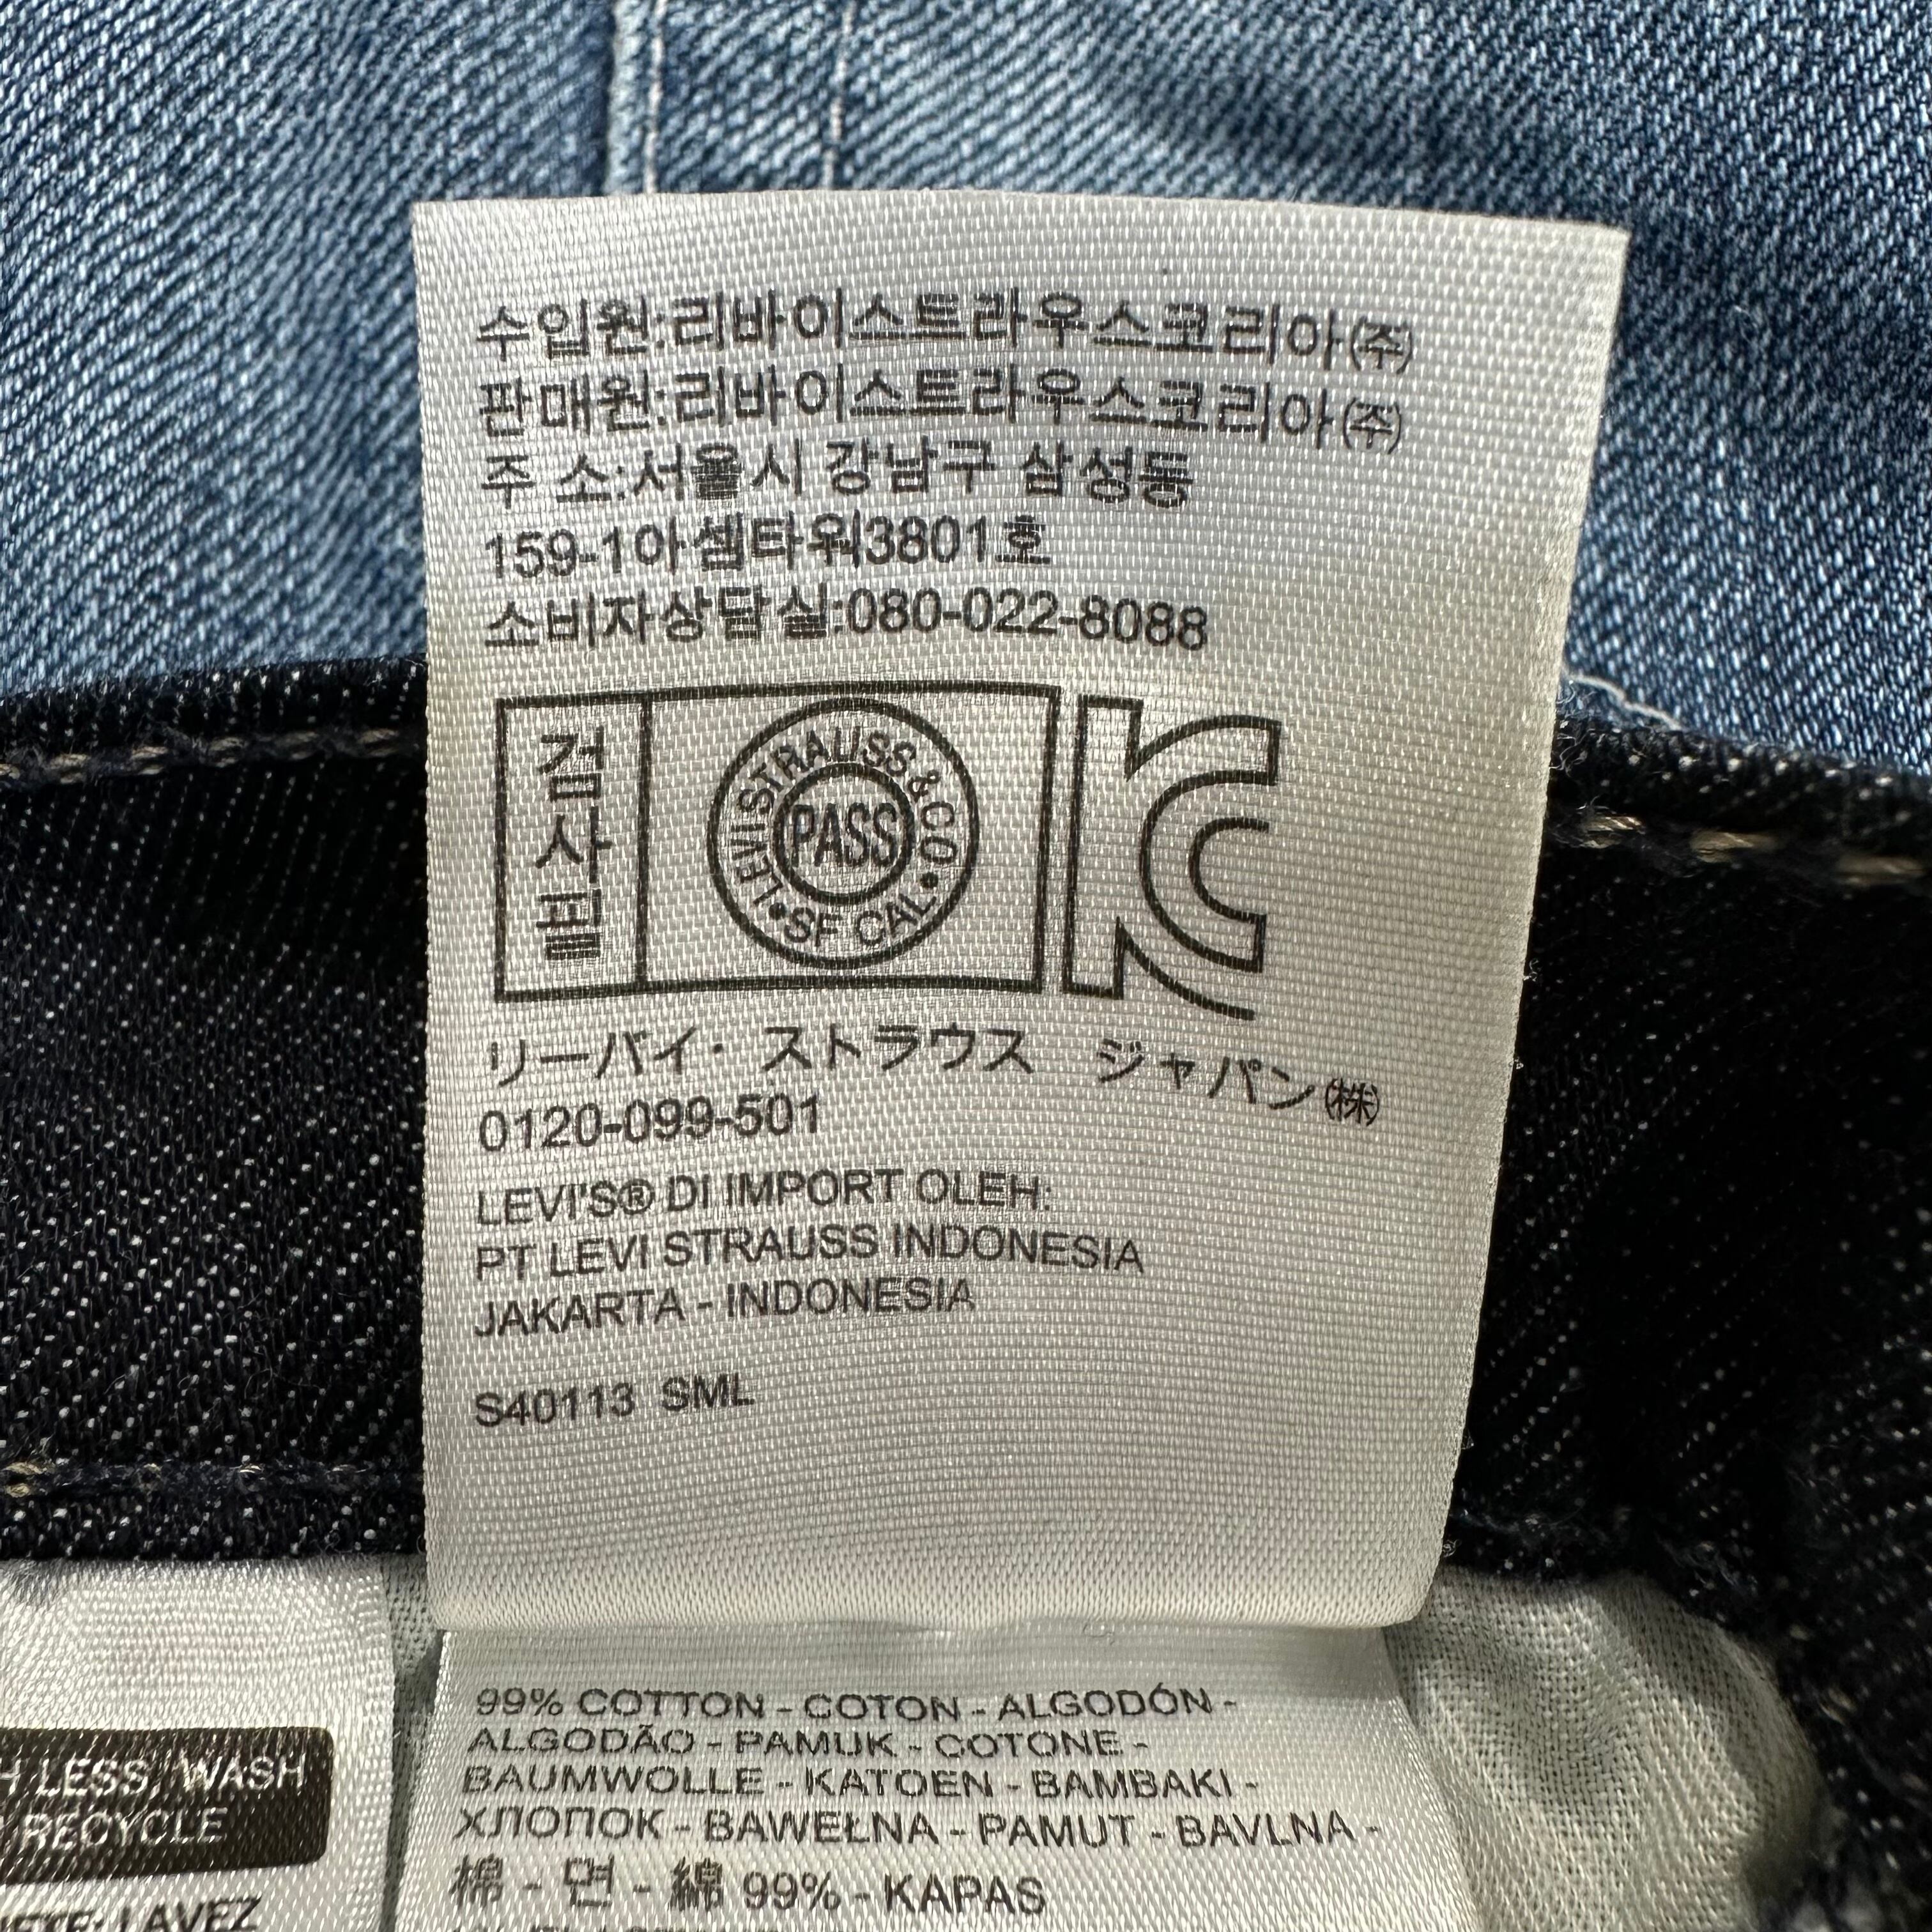 수입원:리바이스트라우스코리아㈜
판매원:리바이스트라우스코리아㈜
주 소:서울시 강남구 삼성동
159-1아셈타워3801호
소비자상담실:080-022-8088
검사필
LEVI STRAUSS & CO • SF CAL •
PASS
リーバイ・ストラウス ジャパン㈱
0120-099-501
LEVI'S® DI IMPORT OLEH:
PT LEVI STRAUSS INDONESIA
JAKARTA - INDONESIA
S40113 SML
99% COTTON - COTON - ALGODÓN -
ALGODÃO - PAMUK - COTONE -
BAUMWOLLE - KATOEN - BAMBAKI -
ХЛОПОК - BAWEŁNA - PAMUT - BAVLNA -
棉 - 면 - 綿 99% - KAPAS
LESS, WASH
RECYCLE
LAVEZ